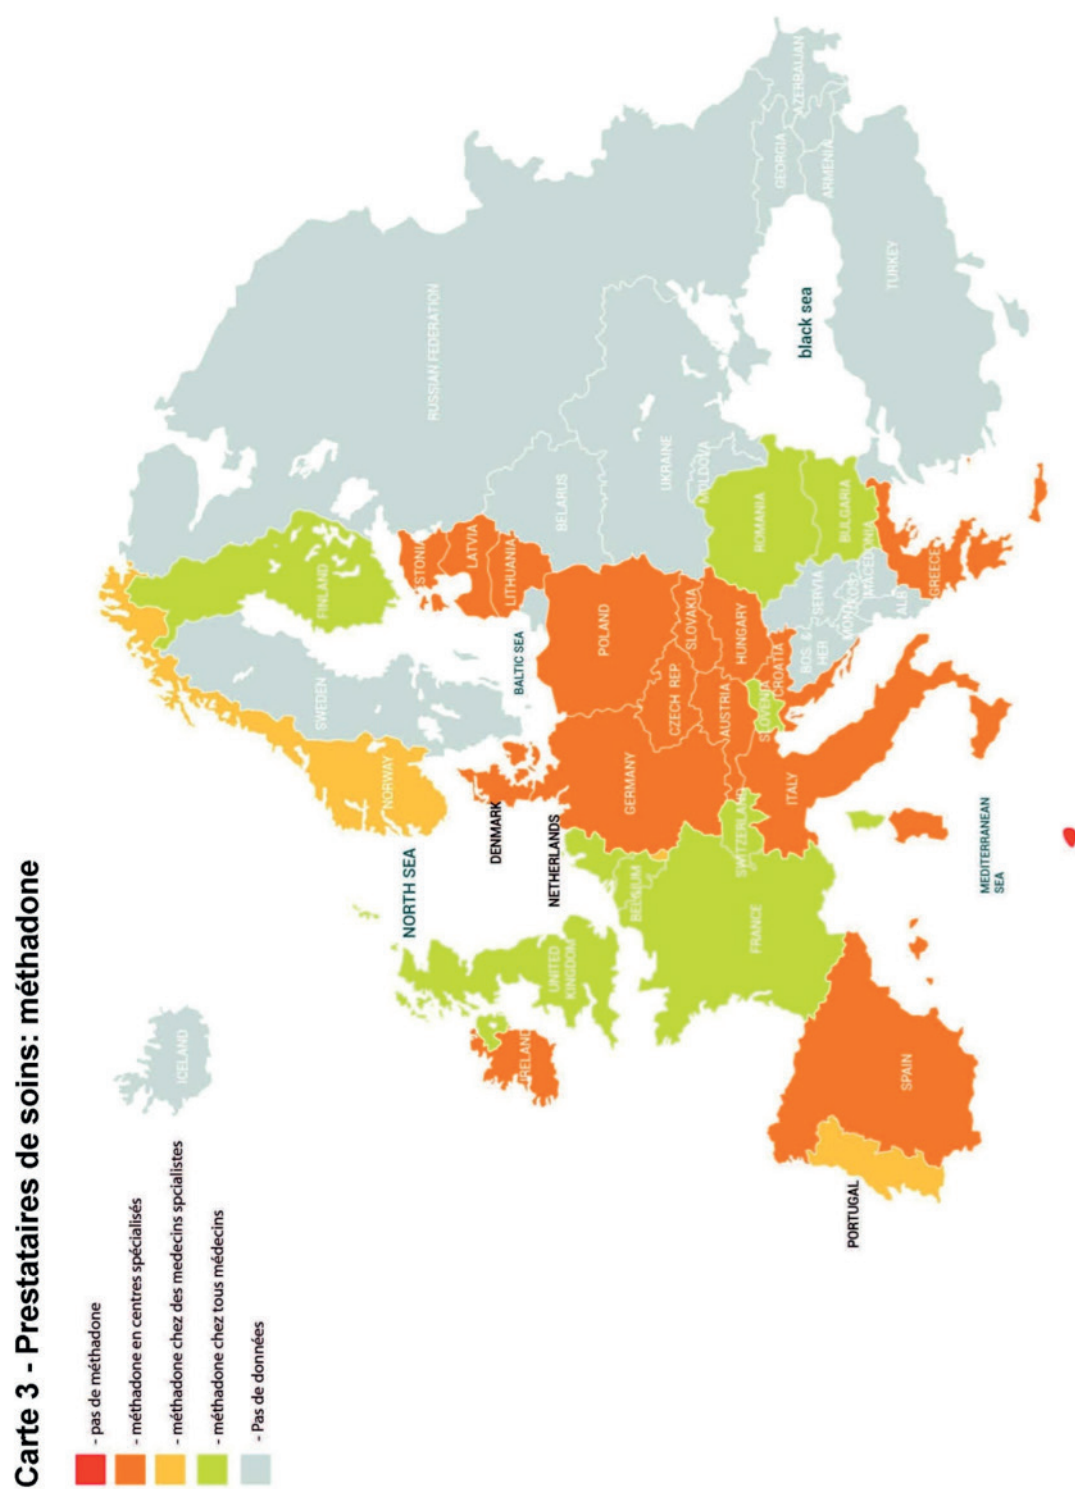 Carte 3 - Prestataires de soins: méthadone
- pas de méthadone
- méthadone en centres spécialisés
- méthadone chez des medecins spcialistes
- méthadone chez tous médecins
- Pas de données
ICELAND
NORWAY
SWEDEN
FINLAND
RUSSIAN FEDERATION
NORTH SEA
BALTIC SEA
ESTONIA
LATVIA
LITHUANIA
BELARUS
DENMARK
IRELAND
UNITED
KINGDOM
NETHERLANDS
BELGIUM
GERMANY
POLAND
UKRAINE
MOLDOVA
CZECH REP.
SLOVAKIA
AUSTRIA
HUNGARY
FRANCE
SWITZERLAND
SLOVENIA
CROATIA
ROMANIA
black sea
GEORGIA
AZERBAIJAN
ARMENIA
ITALY
BOS. &
HER
SERVIA
BULGARIA
MACEDONIA
ALB
PORTUGAL
SPAIN
GREECE
TURKEY
MEDITERRANEAN
SEA